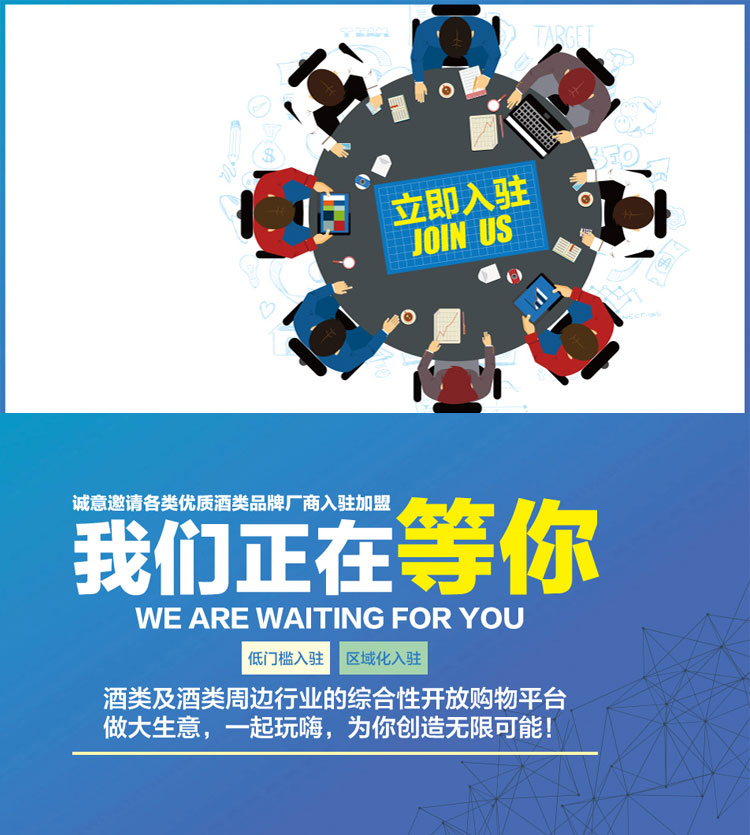 TEAM
TARGET
SEO
立即入驻
JOIN US
诚意邀请各类优质酒类品牌厂商入驻加盟
我们正在等你
WE ARE WAITING FOR YOU
低门槛入驻 区域化入驻
酒类及酒类周边行业的综合性开放购物平台
做大生意，一起玩嗨，为你创造无限可能！